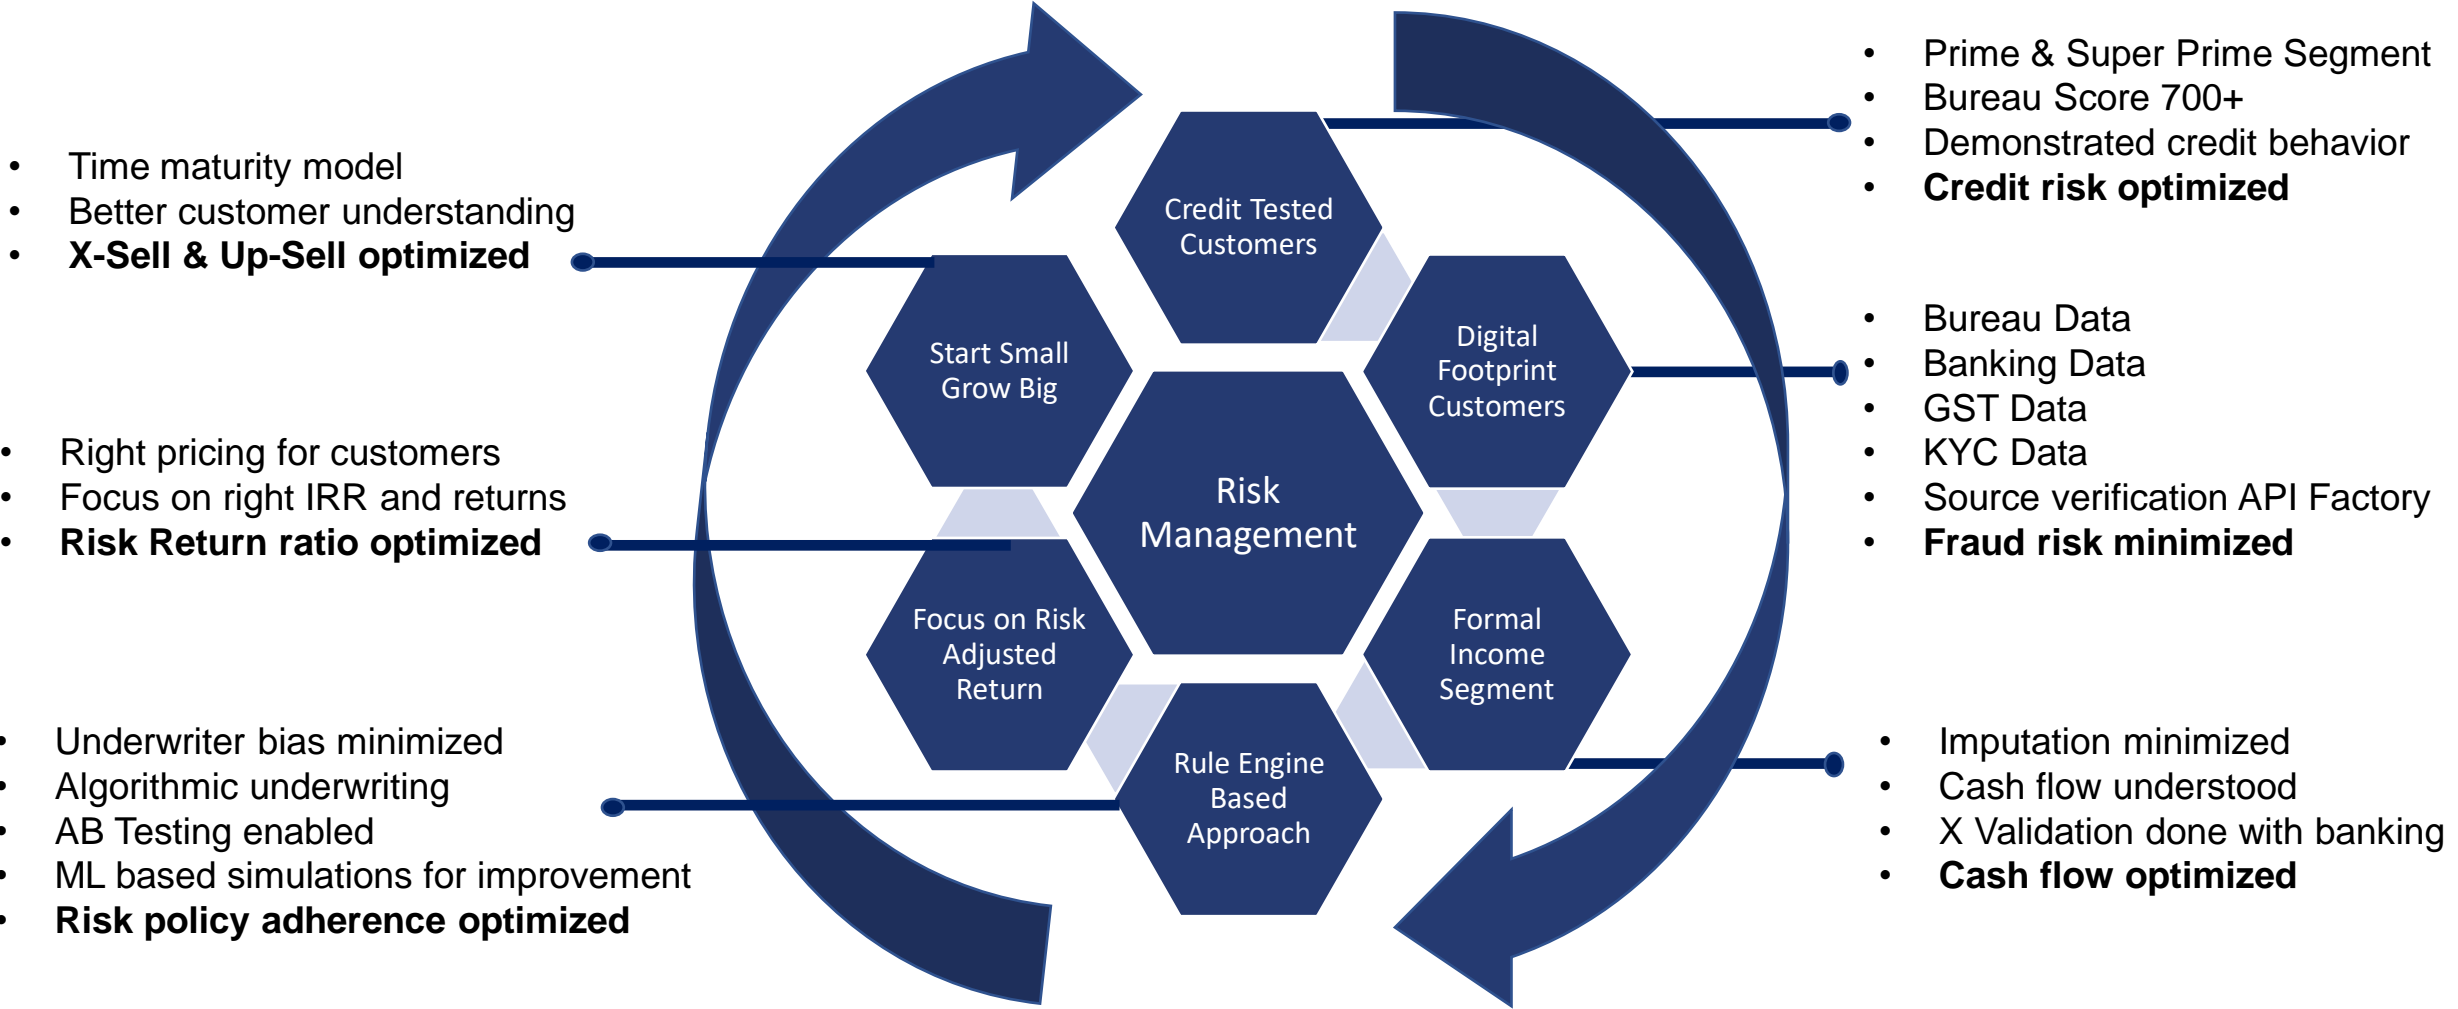 • Time maturity model
• Better customer understanding
• X-Sell & Up-Sell optimized
• Right pricing for customers
• Focus on right IRR and returns
• Risk Return ratio optimized
• Underwriter bias minimized
• Algorithmic underwriting
• AB Testing enabled
• ML based simulations for improvement
• Risk policy adherence optimized
Credit Tested
Customers
Start Small
Grow Big
Digital
Footprint
Customers
Risk
Management
Focus on Risk
Adjusted
Return
Formal
Income
Segment
Rule Engine
Based
Approach
• Prime & Super Prime Segment
• Bureau Score 700+
• Demonstrated credit behavior
• Credit risk optimized
• Bureau Data
• Banking Data
• GST Data
• KYC Data
• Source verification API Factory
• Fraud risk minimized
• Imputation minimized
• Cash flow understood
• X Validation done with banking
• Cash flow optimized